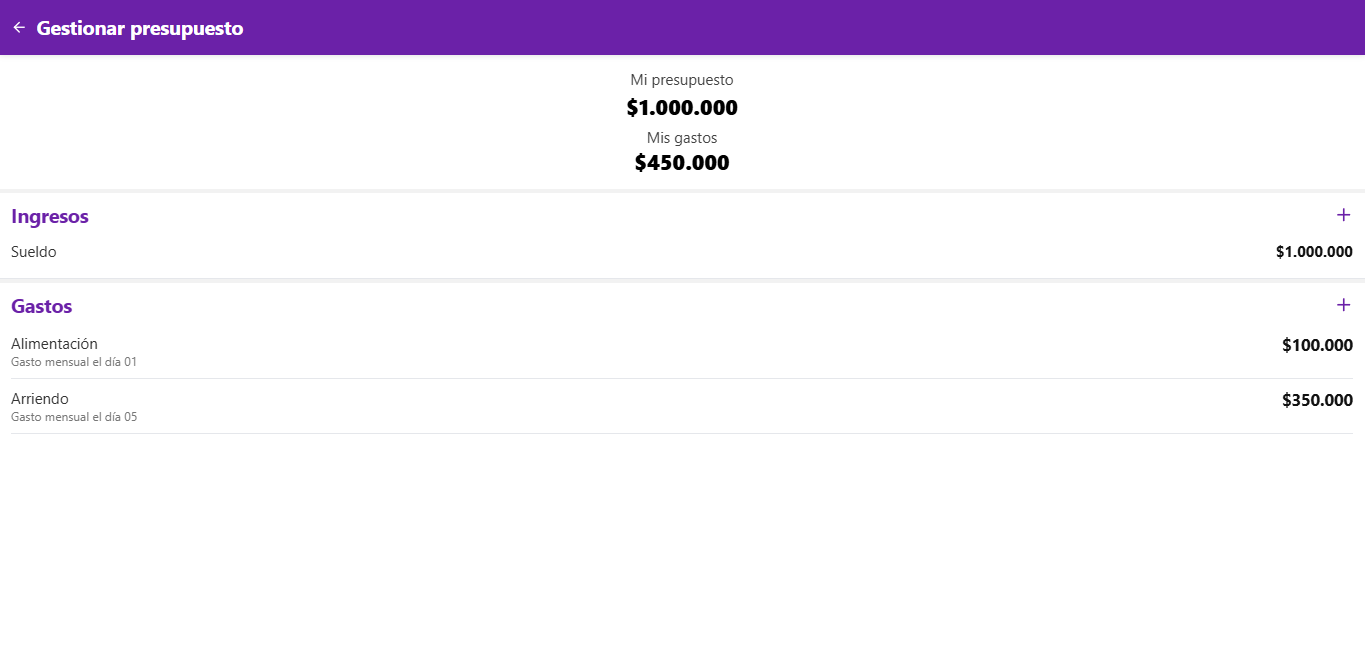 Gestionar presupuesto
Mi presupuesto
$1.000.000
Mis gastos
$450.000
Ingresos
Sueldo $1.000.000
Gastos
Alimentación $100.000
Gasto mensual el día 01
Arriendo $350.000
Gasto mensual el día 05